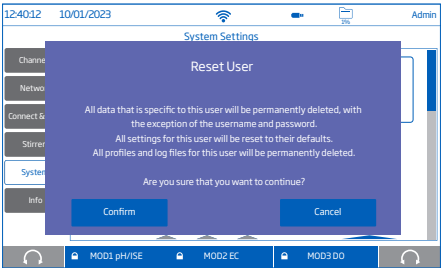 12:40:12 10/01/2023 1% Admin
System Settings
Channe
Netwo
Connect &
Stirrer
System
Info
Reset User
All data that is specific to this user will be permanently deleted, with
the exception of the username and password.
All settings for this user will be reset to their defaults.
All profiles and log files for this user will be permanently deleted.
Are you sure that you want to continue?
Confirm Cancel
MOD1 pH/ISE MOD2 EC MOD3 DO